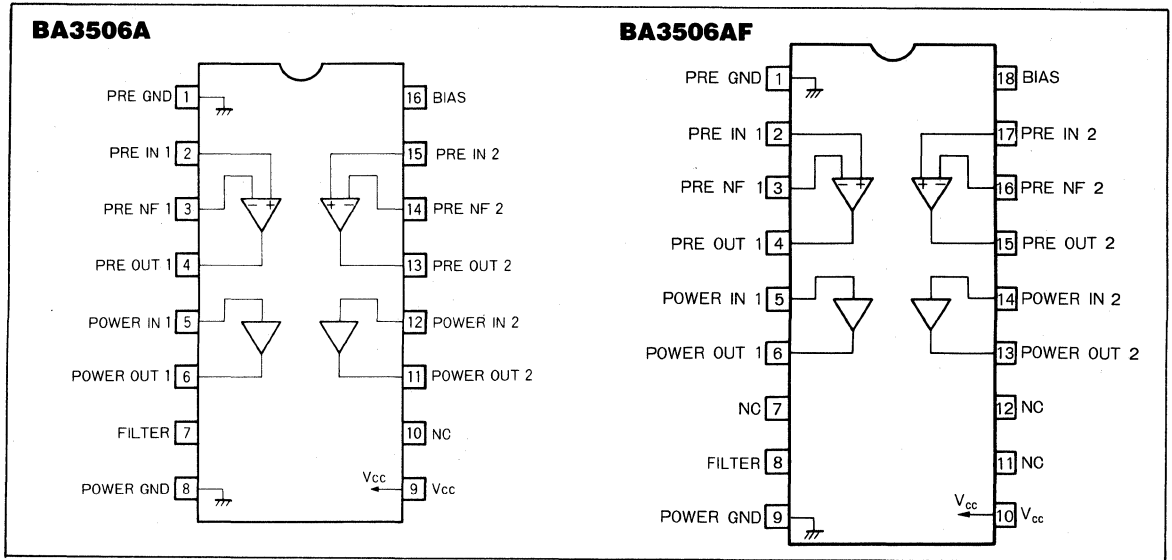 BA3506A
PRE GND 1
16 BIAS
PRE IN 1 2
15 PRE IN 2
PRE NF 1 3
- +
+ -
14 PRE NF 2
PRE OUT 1 4
13 PRE OUT 2
POWER IN 1 5
12 POWER IN 2
POWER OUT 1 6
11 POWER OUT 2
FILTER 7
10 NC
POWER GND 8
Vcc
9 Vcc
BA3506AF
PRE GND 1
18 BIAS
PRE IN 1 2
17 PRE IN 2
PRE NF 1 3
- +
+ -
16 PRE NF 2
PRE OUT 1 4
15 PRE OUT 2
POWER IN 1 5
14 POWER IN 2
POWER OUT 1 6
13 POWER OUT 2
NC 7
12 NC
FILTER 8
11 NC
POWER GND 9
Vcc
10 Vcc